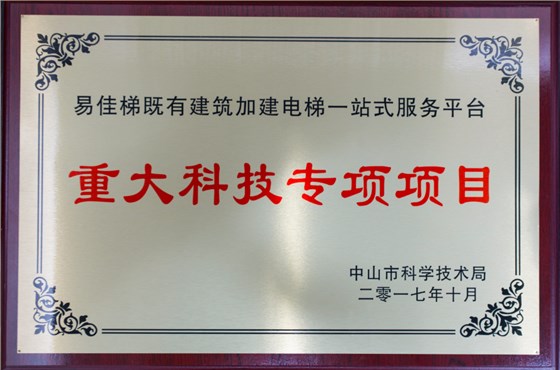 易佳梯既有建筑加建电梯一站式服务平台
重大科技专项项目
中山市科学技术局
二零一七年十月